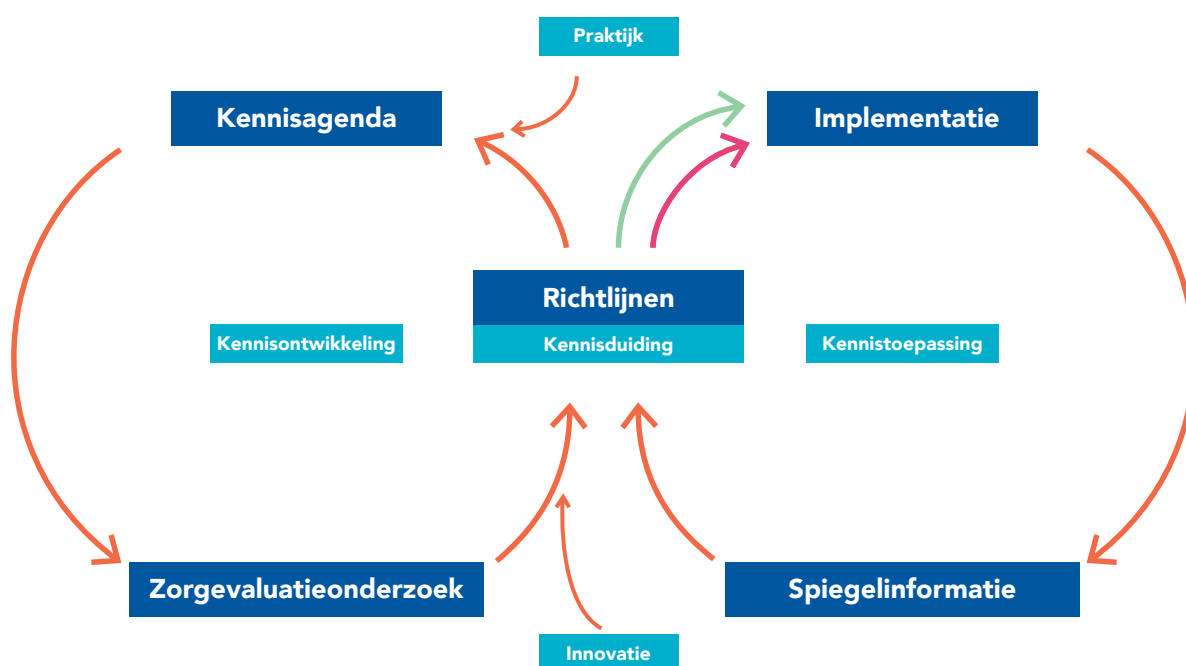 Praktijk
Kennisagenda
Implementatie
Richtlijnen
Kennisontwikkeling
Kennisduiding
Kennistoepassing
Zorgevaluatieonderzoek
Spiegelinformatie
Innovatie